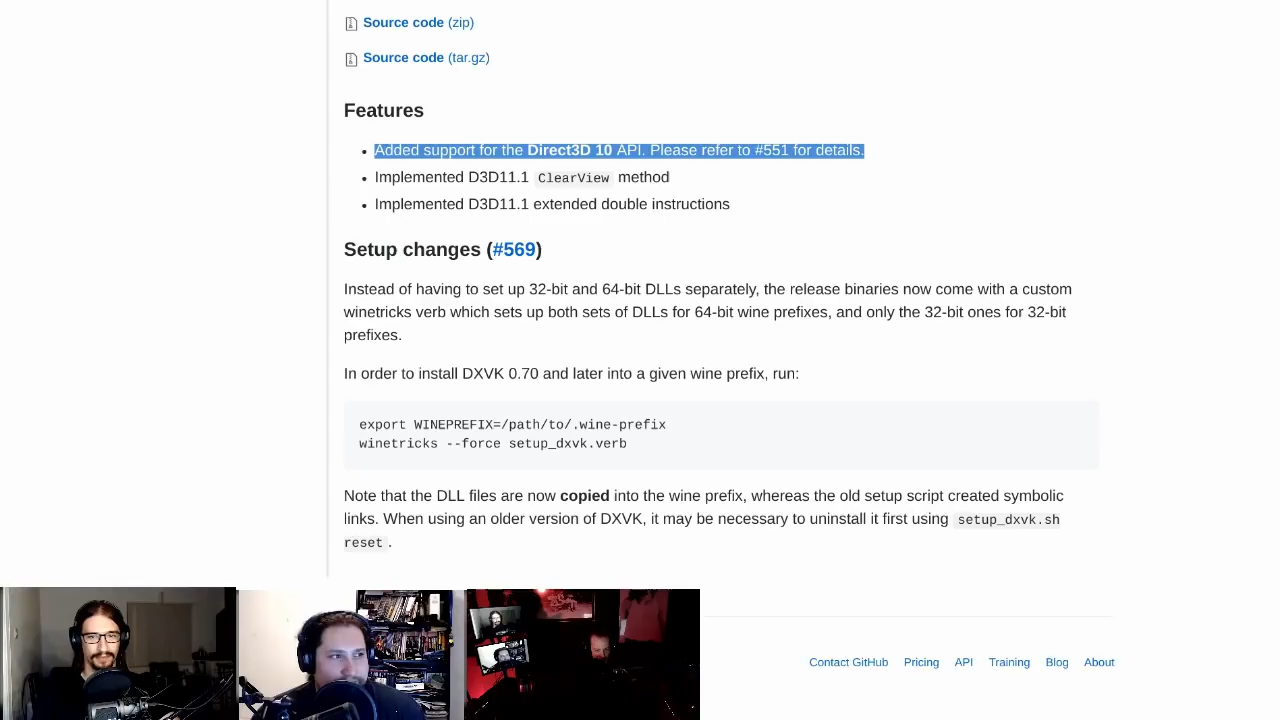 Source code (zip)
Source code (tar.gz)
Features
Added support for the Direct3D 10 API. Please refer to #551 for details.
Implemented D3D11.1 ClearView method
Implemented D3D11.1 extended double instructions
Setup changes (#569)
Instead of having to set up 32-bit and 64-bit DLLs separately, the release binaries now come with a custom
winetricks verb which sets up both sets of DLLs for 64-bit wine prefixes, and only the 32-bit ones for 32-bit
prefixes.
In order to install DXVK 0.70 and later into a given wine prefix, run:
export WINEPREFIX=/path/to/.wine-prefix
winetricks --force setup_dxvk.verb
Note that the DLL files are now copied into the wine prefix, whereas the old setup script created symbolic
links. When using an older version of DXVK, it may be necessary to uninstall it first using setup_dxvk.sh
reset.
Contact GitHub Pricing API Training Blog About